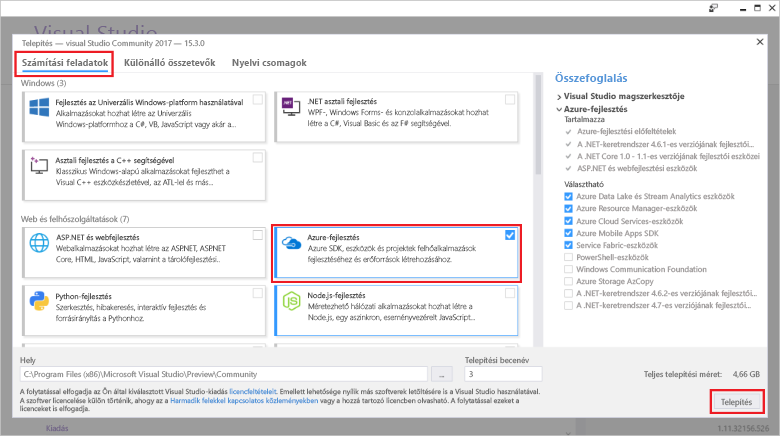 Visual Studio
Telepítés — visual Studio Community 2017 — 15.3.0
Számítási feladatok
Különálló összetevők
Nyelvi csomagok
Windows (3)
Fejlesztés az Univerzális Windows-platform használatával
Alkalmazásokat hozhat létre az Univerzális
Windows-platformhoz a C#, VB, JavaScript vagy akár a...
.NET asztali fejlesztés
WPF-, Windows Forms- és konzolalkalmazásokat hozhat
létre a C#, Visual Basic és az F# segítségével.
Asztali fejlesztés a C++ segítségével
Klasszikus Windows-alapú alkalmazásokat fejleszthet a
Visual C++ eszközkészletével, az ATL-lel és más...
Web és felhőszolgáltatások (7)
ASP.NET és webfejlesztés
Webalkalmazásokat hozhat létre az ASP.NET, ASP.NET
Core, HTML, JavaScript, valamint a tárolófejlesztési...
Azure-fejlesztés
Azure SDK, eszközök és projektek felhőalkalmazások
fejlesztéséhez és erőforrások létrehozásához.
Python-fejlesztés
Szerkesztés, hibakeresés, interaktív fejlesztés és
forrásirányítás a Pythonhoz.
Node.js-fejlesztés
Méretezhető hálózati alkalmazásokat hozhat létre a
Node.js, egy aszinkron, eseményvezérelt JavaScript...
Összefoglalás
Visual Studio magszerkesztője
Azure-fejlesztés
Tartalmazza
Azure-fejlesztési előfeltételek
A .NET-keretrendszer 4.6.1-es verziójának fejlesztői...
A .NET Core 1.0 - 1.1-es verziójának fejlesztői eszközei
ASP.NET és webfejlesztési eszközök
Választható
Azure Data Lake és Stream Analytics eszközök
Azure Resource Manager-eszközök
Azure Cloud Services-eszközök
Azure Mobile Apps SDK
Service Fabric-eszközök
PowerShell-eszközök
Windows Communication Foundation
Azure Storage AzCopy
A .NET-keretrendszer 4.6.2-es verziójának fejlesztői...
A .NET-keretrendszer 4.7-es verziójának fejlesztői...
Hely
C:\Program Files (x86)\Microsoft Visual Studio\Preview\Community
...
Telepítési becenév
3
Teljes telepítési méret: 4,66 GB
A folytatással elfogadja az Ön által kiválasztott Visual Studio-kiadás licencfeltételeit. Emellett lehetősége nyílik más szoftverek letöltésére is a Visual Studio használatával.
A szoftver licencelése külön történik, ahogy az a Harmadik felekkel kapcsolatos közleményekben vagy a hozzá tartozó licencben olvasható. A folytatással ezeket a
licenceket is elfogadja.
Telepítés
Kiadás
1.11.32156.526